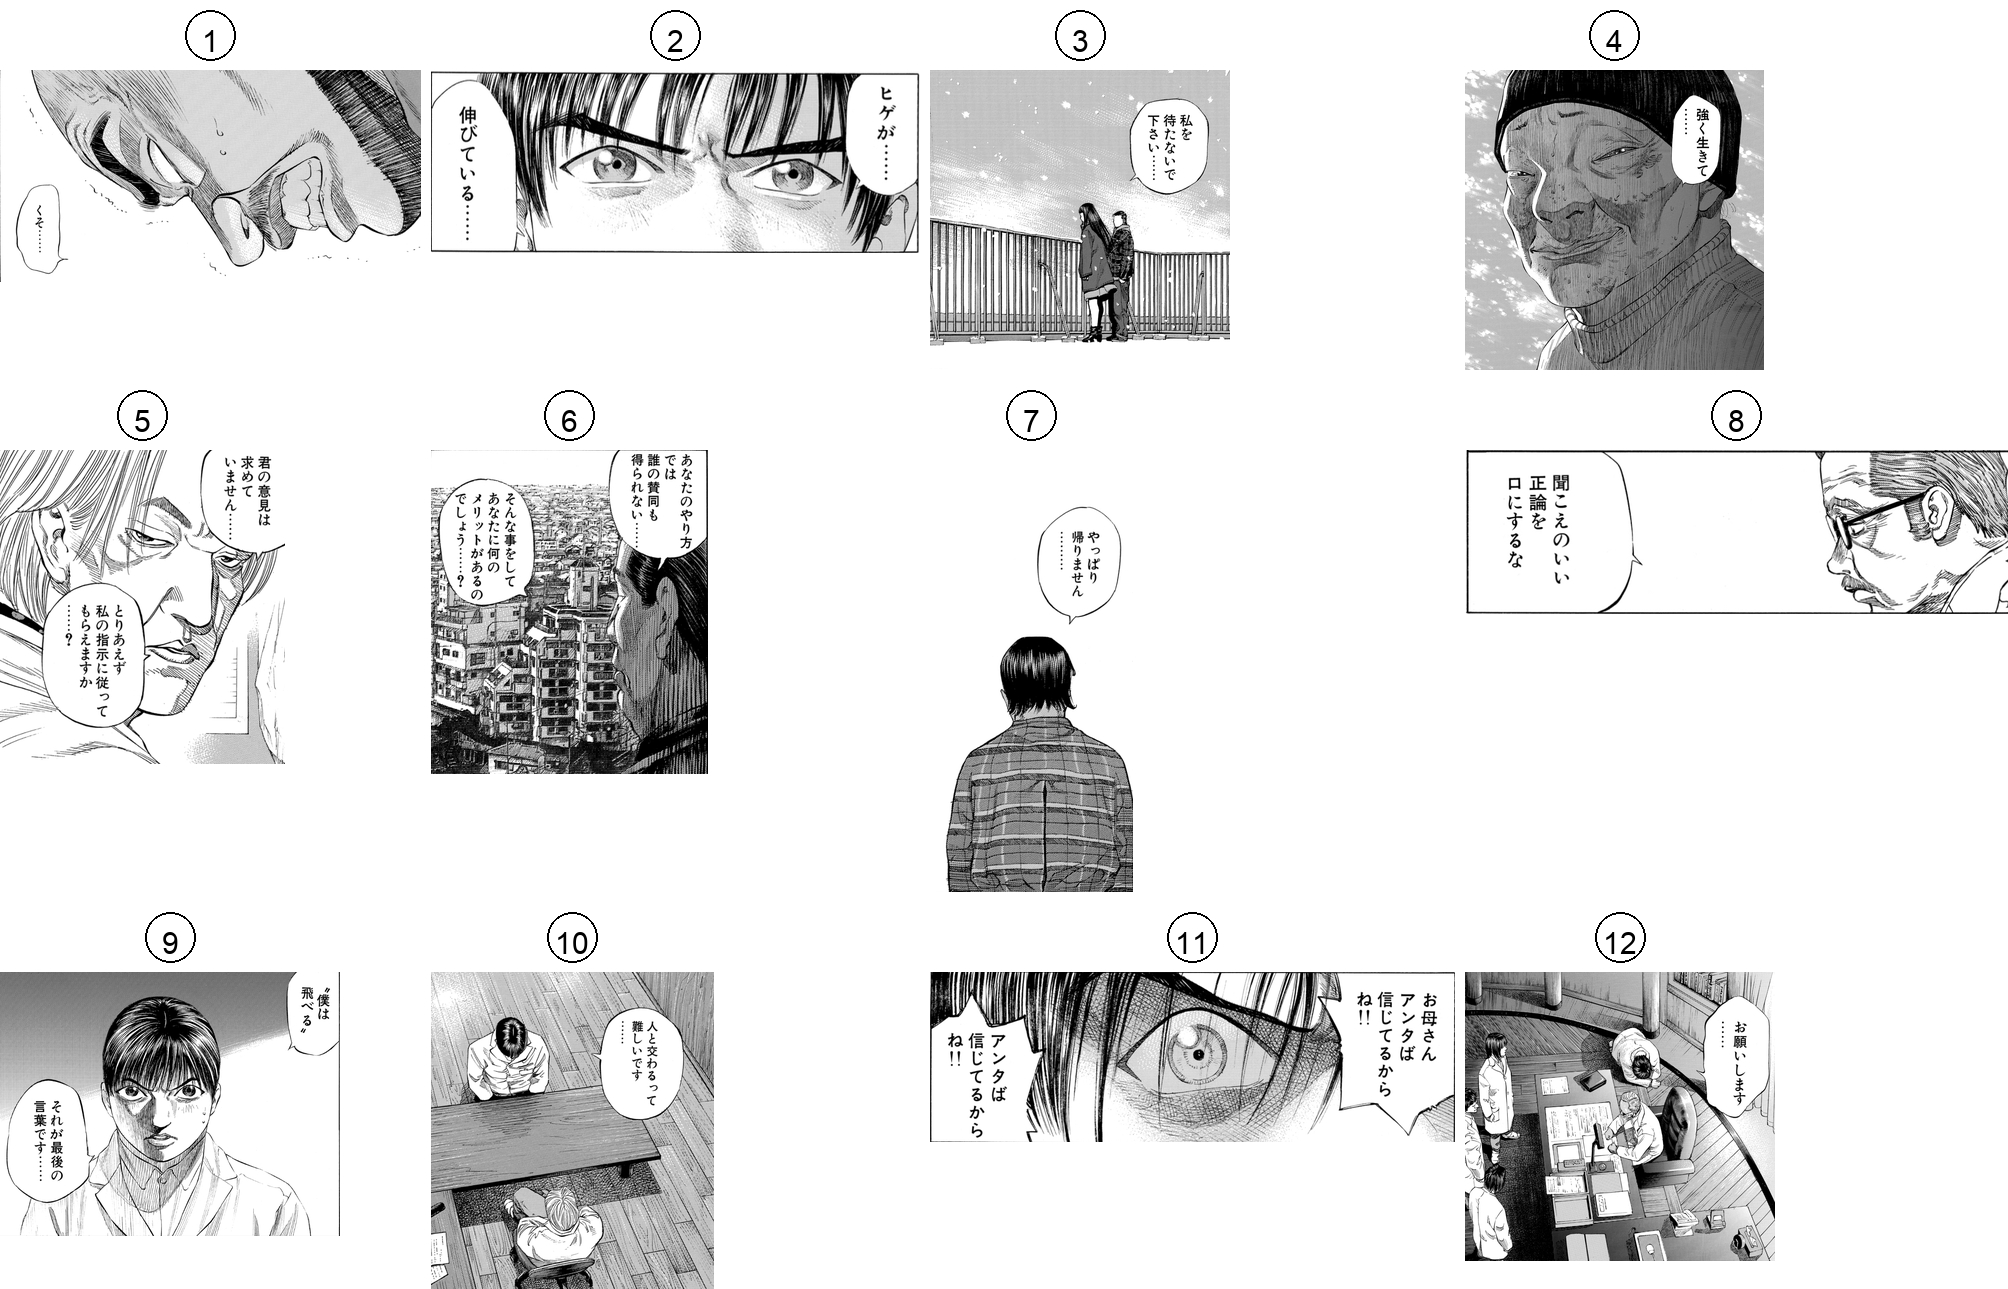 1
くそ……
2
ヒゲが……
伸びている……
3
私を
待たないで
下さい……
4
強く生きて
……
5
君の意見は
求めて
いません……
とりあえず
私の指示に従って
もらえますか
……？
6
あなたのやり方
では
誰の賛同も
得られない……
そんな事をして
あなたに何の
メリットがあるの
でしょう……？
7
やっぱり
帰りません
………
8
聞こえのいい
正論を
口にするな
9
〝僕は
飛べる〟
それが最後の
言葉です……
10
人と交わるって
難しいです
……
11
お母さん
アンタば
信じてるから
ね!!
アンタば
信じてるから
ね!!
12
お願いします
……